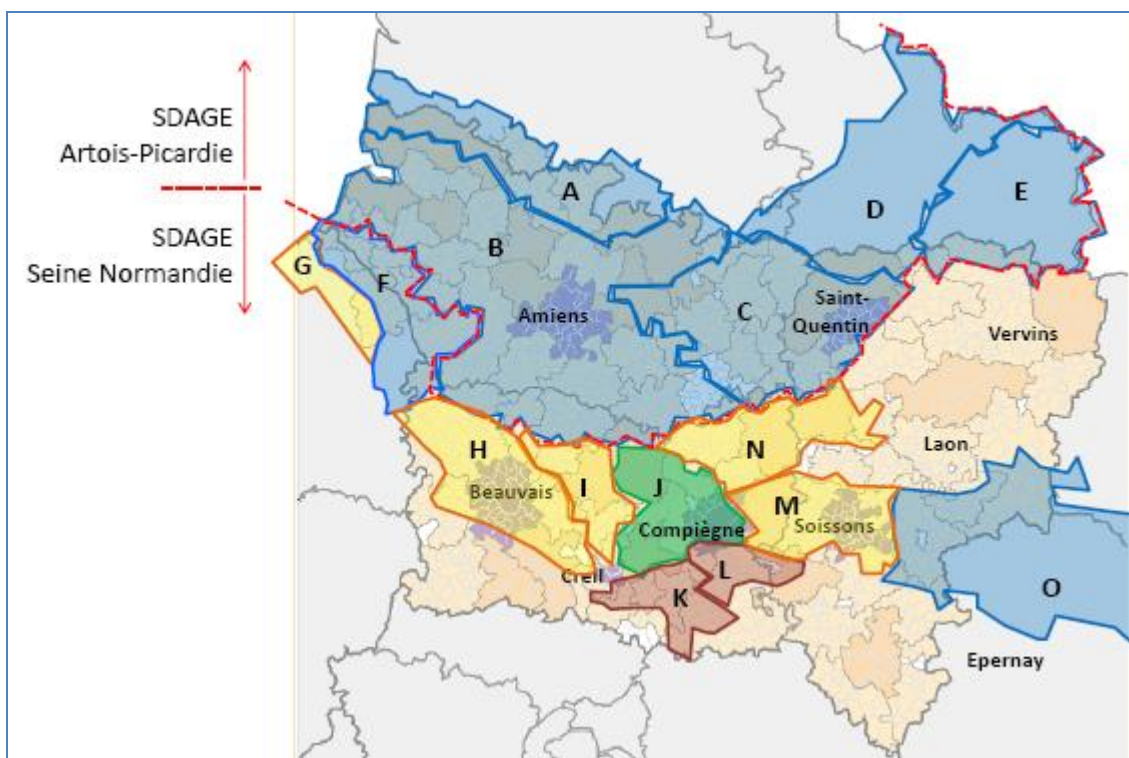 SDAGE
Artois-Picardie
SDAGE
Seine Normandie
A
B
C
D
E
F
G
Amiens
Saint-
Quentin
Vervins
H
I
J
N
Laon
Beauvais
M
Compiègne
Soissons
Creil
L
K
O
Epernay